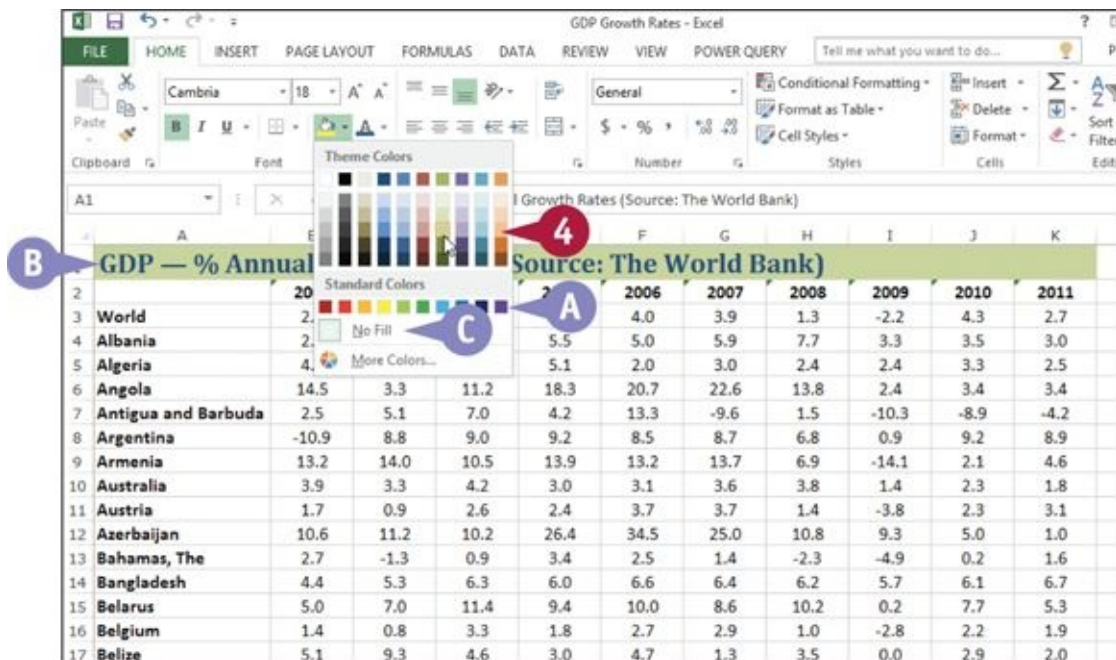 GDP Growth Rates - Excel ?
FILE HOME INSERT PAGE LAYOUT FORMULAS DATA REVIEW VIEW POWER QUERY Tell me what you want to do...
Cambria 18 A A General Conditional Formatting Insert Σ
Paste Format as Table Delete Sort
B I U A $ % , Cell Styles Format Filter
Clipboard Font Number Styles Cells
Theme Colors
A1 Growth Rates (Source: The World Bank)
4
A F G H I J K
B GDP — % Annual Source: The World Bank)
Standard Colors
2 2006 2007 2008 2009 2010 2011
A
3 World 4.0 3.9 1.3 -2.2 4.3 2.7
No Fill C
4 Albania 5.5 5.0 5.9 7.7 3.3 3.5 3.0
More Colors...
5 Algeria 5.1 2.0 3.0 2.4 2.4 3.3 2.5
6 Angola 14.5 3.3 11.2 18.3 20.7 22.6 13.8 2.4 3.4 3.4
7 Antigua and Barbuda 2.5 5.1 7.0 4.2 13.3 -9.6 1.5 -10.3 -8.9 -4.2
8 Argentina -10.9 8.8 9.0 9.2 8.5 8.7 6.8 0.9 9.2 8.9
9 Armenia 13.2 14.0 10.5 13.9 13.2 13.7 6.9 -14.1 2.1 4.6
10 Australia 3.9 3.3 4.2 3.0 3.1 3.6 3.8 1.4 2.3 1.8
11 Austria 1.7 0.9 2.6 2.4 3.7 3.7 1.4 -3.8 2.3 3.1
12 Azerbaijan 10.6 11.2 10.2 26.4 34.5 25.0 10.8 9.3 5.0 1.0
13 Bahamas, The 2.7 -1.3 0.9 3.4 2.5 1.4 -2.3 -4.9 0.2 1.6
14 Bangladesh 4.4 5.3 6.3 6.0 6.6 6.4 6.2 5.7 6.1 6.7
15 Belarus 5.0 7.0 11.4 9.4 10.0 8.6 10.2 0.2 7.7 5.3
16 Belgium 1.4 0.8 3.3 1.8 2.7 2.9 1.0 -2.8 2.2 1.9
17 Belize 5.1 9.3 4.6 3.0 4.7 1.3 3.5 0.0 2.9 2.0